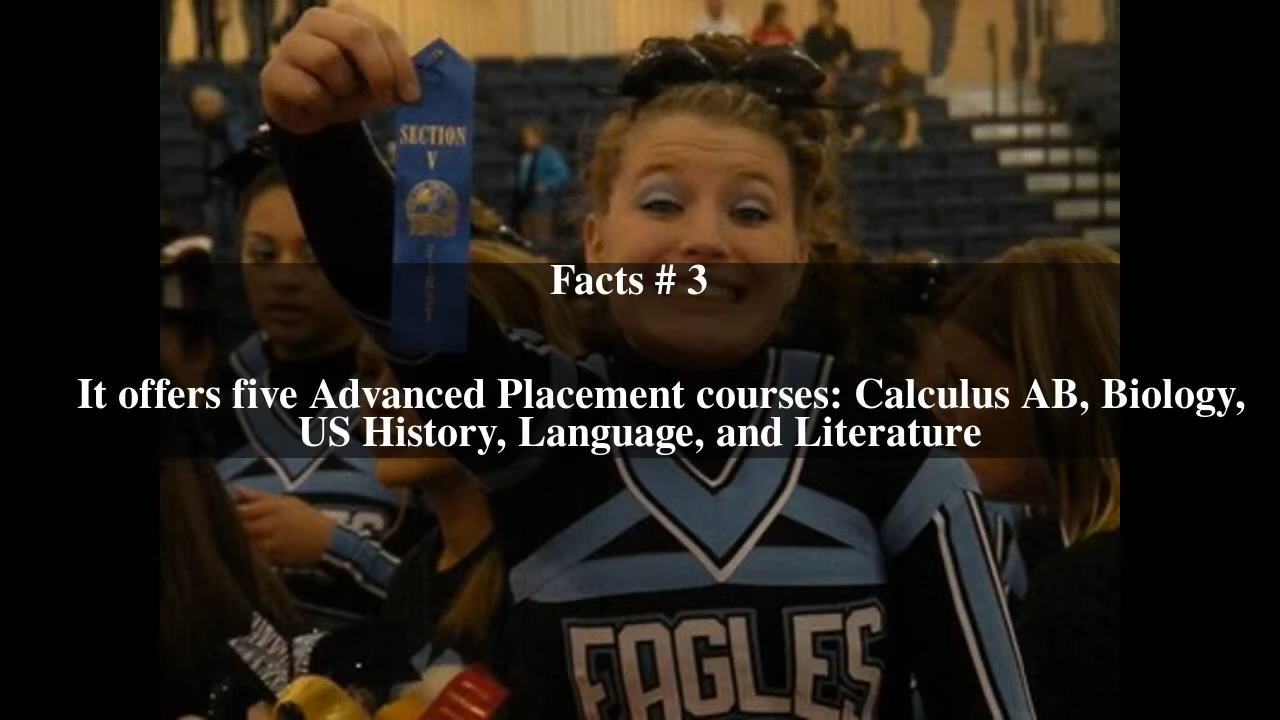 SECTION
V
Facts # 3
It offers five Advanced Placement courses: Calculus AB, Biology,
US History, Language, and Literature
EAGLES